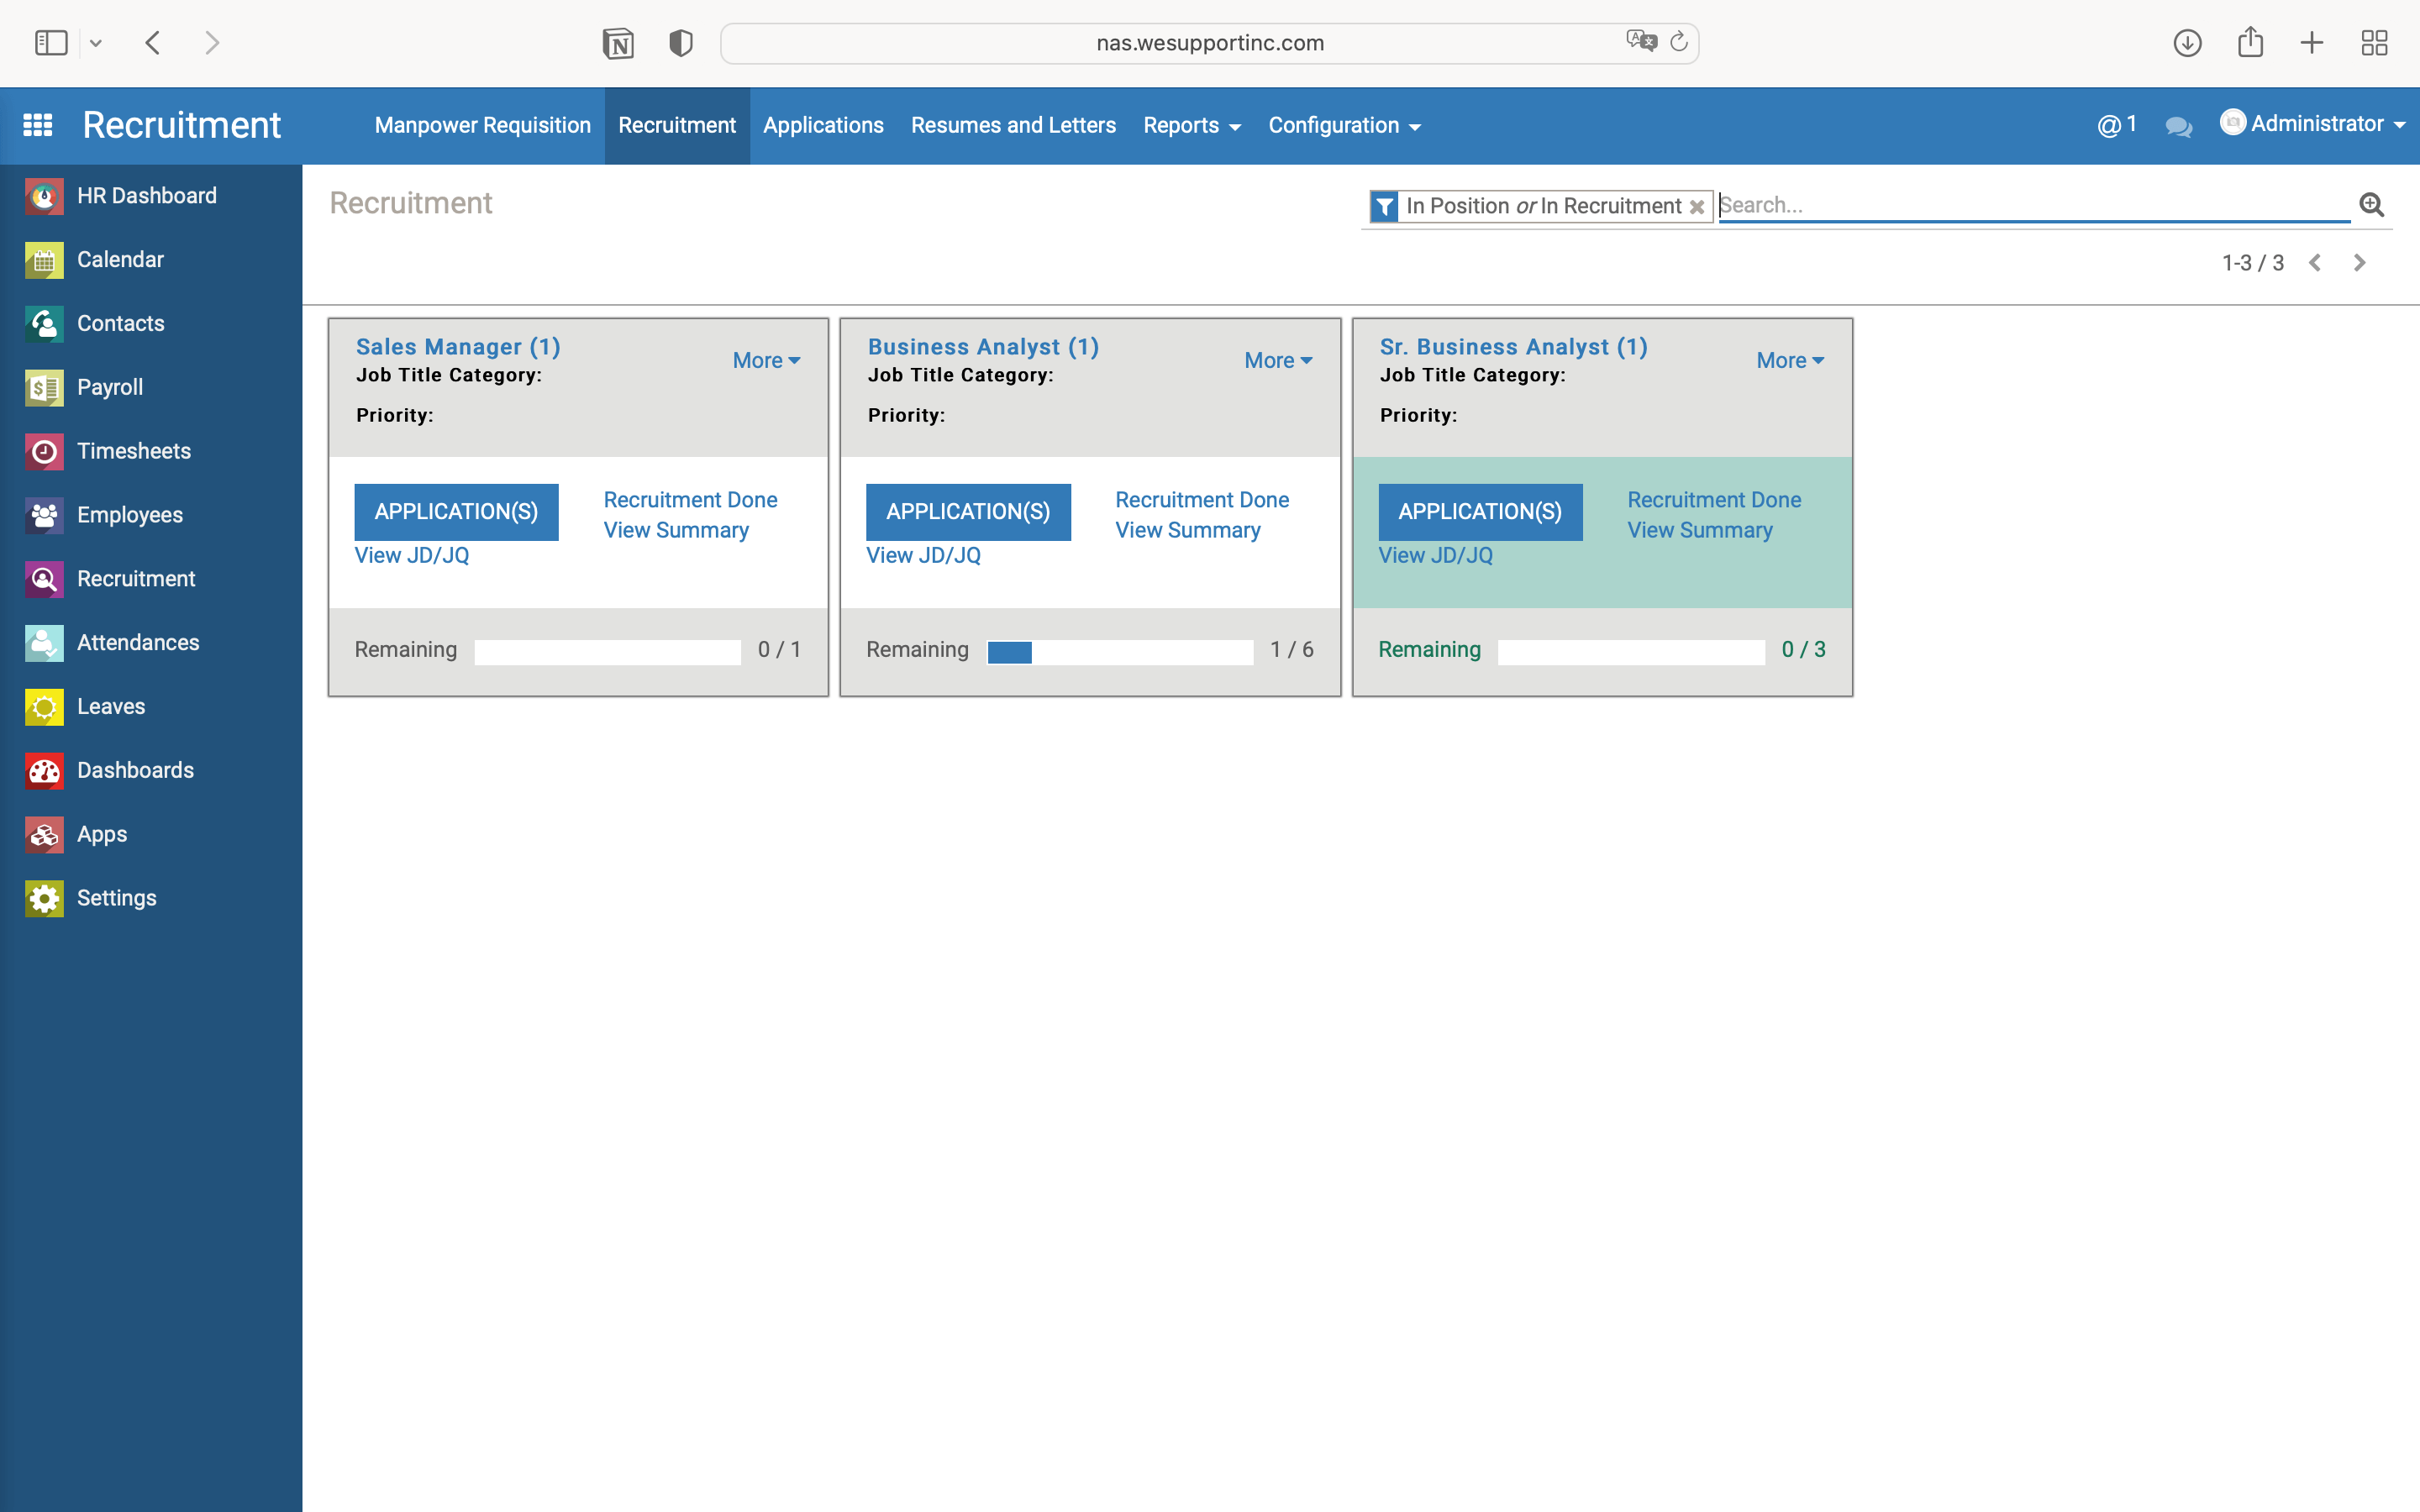 nas.wesupportinc.com
Recruitment
Manpower Requisition
Recruitment
Applications
Resumes and Letters
Reports
Configuration
@ 1
Administrator
HR Dashboard
Calendar
Contacts
Payroll
Timesheets
Employees
Recruitment
Attendances
Leaves
Dashboards
Apps
Settings
Recruitment
In Position or In Recruitment
Search...
1-3 / 3
Sales Manager (1)
More
Job Title Category:
Priority:
APPLICATION(S)
Recruitment Done
View Summary
View JD/JQ
Remaining
0 / 1
Business Analyst (1)
More
Job Title Category:
Priority:
APPLICATION(S)
Recruitment Done
View Summary
View JD/JQ
Remaining
1 / 6
Sr. Business Analyst (1)
More
Job Title Category:
Priority:
APPLICATION(S)
Recruitment Done
View Summary
View JD/JQ
Remaining
0 / 3